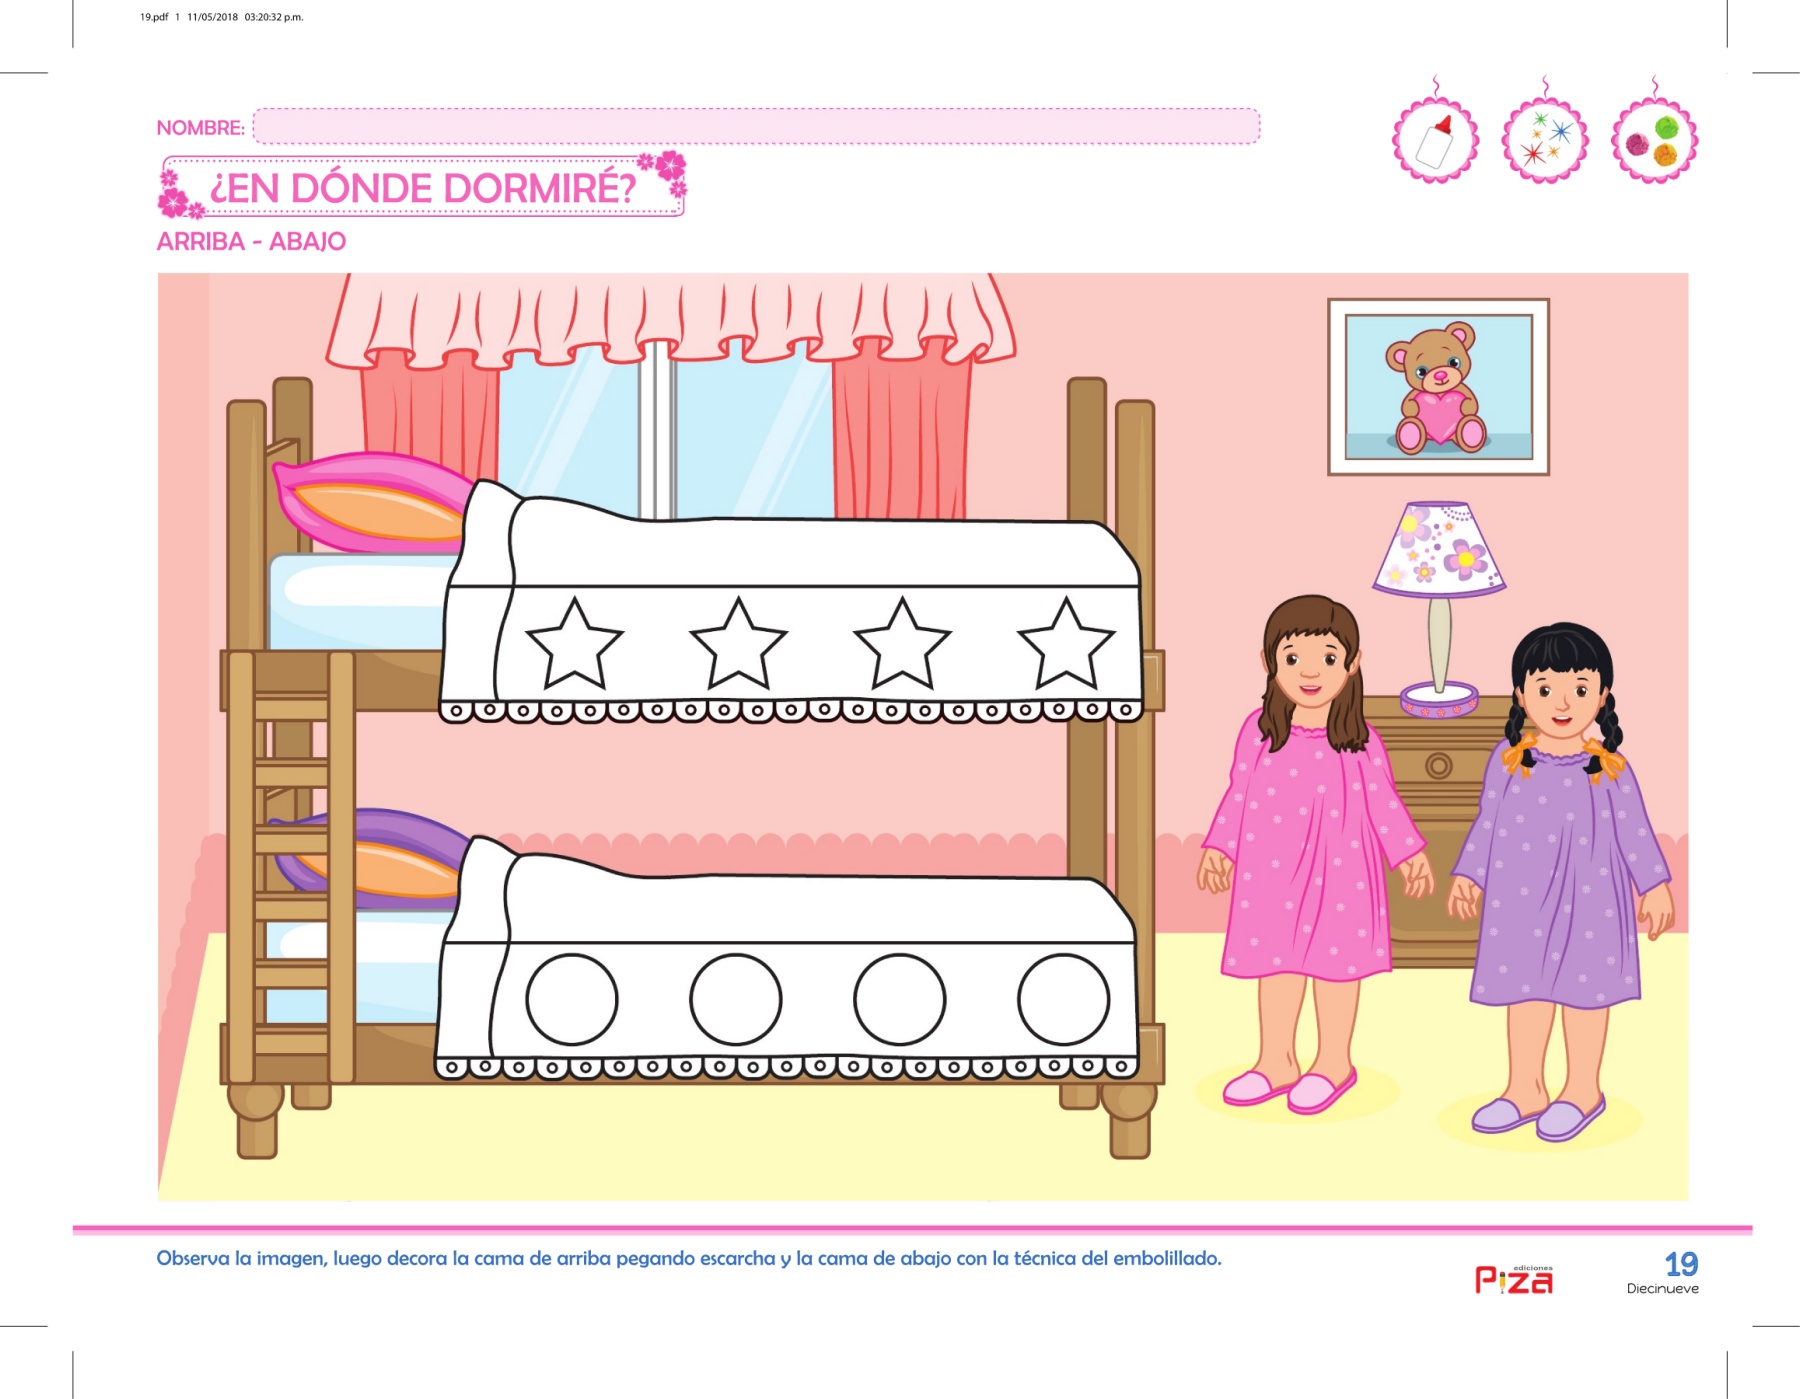 19.pdf 1 11/05/2018 03:20:32 p.m.
NOMBRE:
¿EN DÓNDE DORMIRÉ?
ARRIBA - ABAJO
Observa la imagen, luego decora la cama de arriba pegando escarcha y la cama de abajo con la técnica del embolillado.
ediciones
Piza
19
Diecinueve